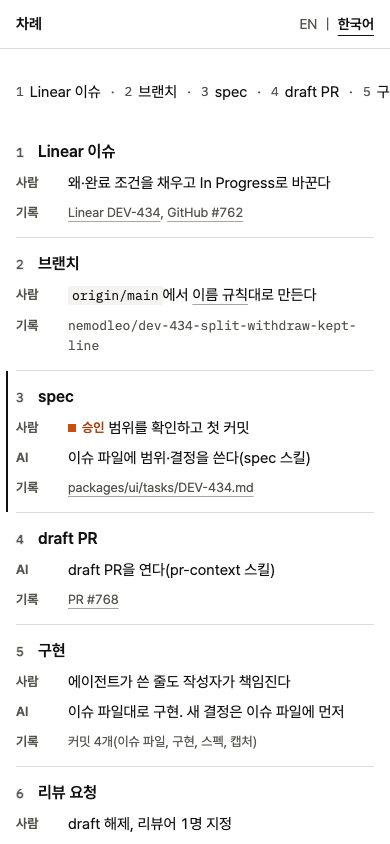 차례 EN | 한국어
1 Linear 이슈 · 2 브랜치 · 3 spec · 4 draft PR · 5 구
1 Linear 이슈
사람 왜·완료 조건을 채우고 In Progress로 바꾼다
기록 Linear DEV-434, GitHub #762
2 브랜치
사람 origin/main에서 이름 규칙대로 만든다
기록 nemodleo/dev-434-split-withdraw-kept-
line
3 spec
사람 승인 범위를 확인하고 첫 커밋
AI 이슈 파일에 범위·결정을 쓴다(spec 스킬)
기록 packages/ui/tasks/DEV-434.md
4 draft PR
AI draft PR을 연다(pr-context 스킬)
기록 PR #768
5 구현
사람 에이전트가 쓴 줄도 작성자가 책임진다
AI 이슈 파일대로 구현. 새 결정은 이슈 파일에 먼저
기록 커밋 4개(이슈 파일, 구현, 스펙, 캡처)
6 리뷰 요청
사람 draft 해제, 리뷰어 1명 지정